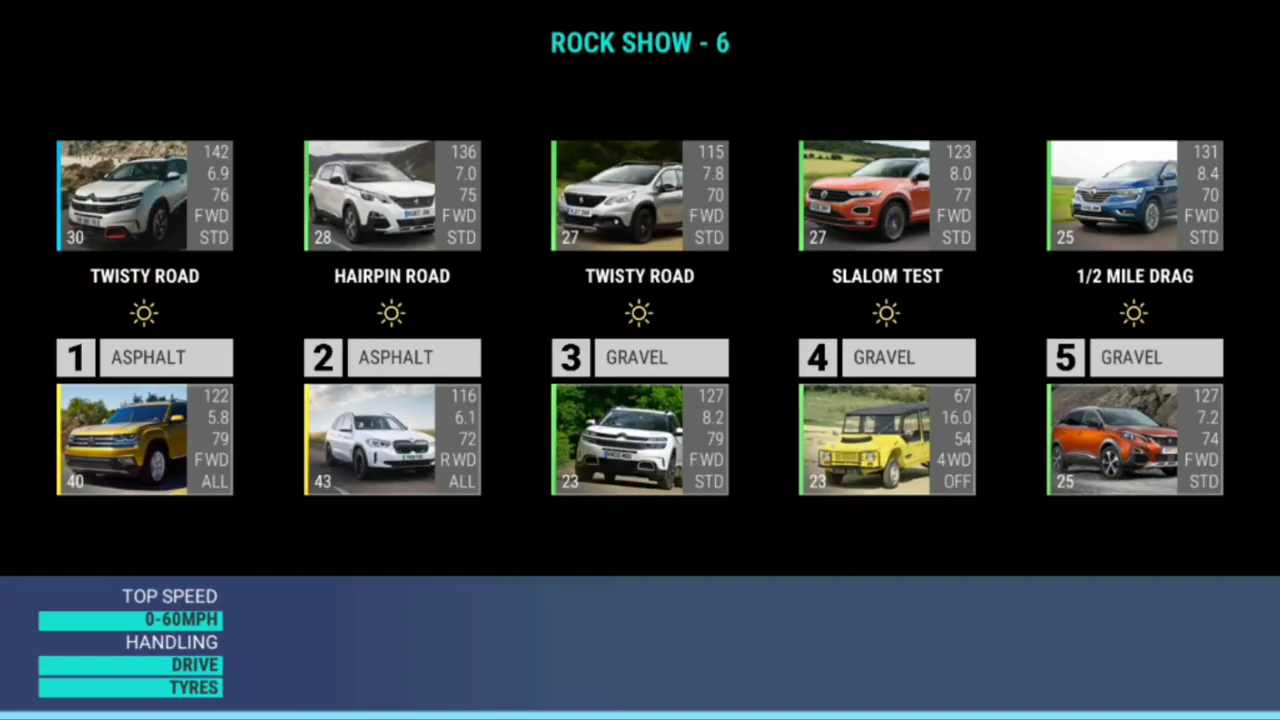 ROCK SHOW - 6
142
6.9
76
FWD
STD
30
136
7.0
75
FWD
STD
28
115
7.8
70
FWD
STD
27
123
8.0
77
FWD
STD
27
131
8.4
70
FWD
STD
25
TWISTY ROAD
HAIRPIN ROAD
TWISTY ROAD
SLALOM TEST
1/2 MILE DRAG
1 ASPHALT
2 ASPHALT
3 GRAVEL
4 GRAVEL
5 GRAVEL
122
5.8
79
FWD
ALL
40
116
6.1
72
RWD
ALL
43
127
8.2
79
FWD
STD
23
67
16.0
54
4WD
OFF
23
127
7.2
74
FWD
STD
25
TOP SPEED
0-60MPH
HANDLING
DRIVE
TYRES